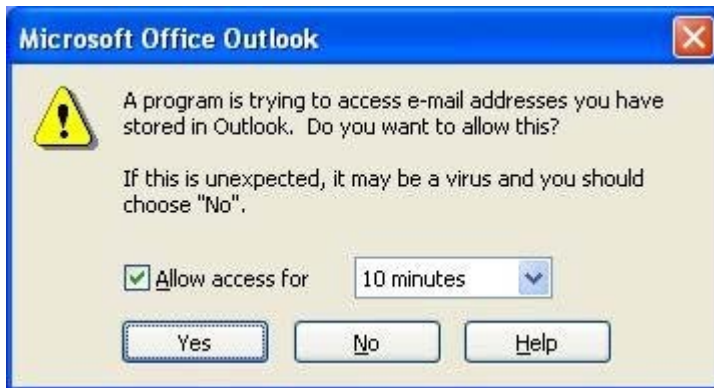 Microsoft Office Outlook
A program is trying to access e-mail addresses you have
stored in Outlook. Do you want to allow this?
If this is unexpected, it may be a virus and you should
choose "No".
Allow access for 10 minutes
Yes No Help